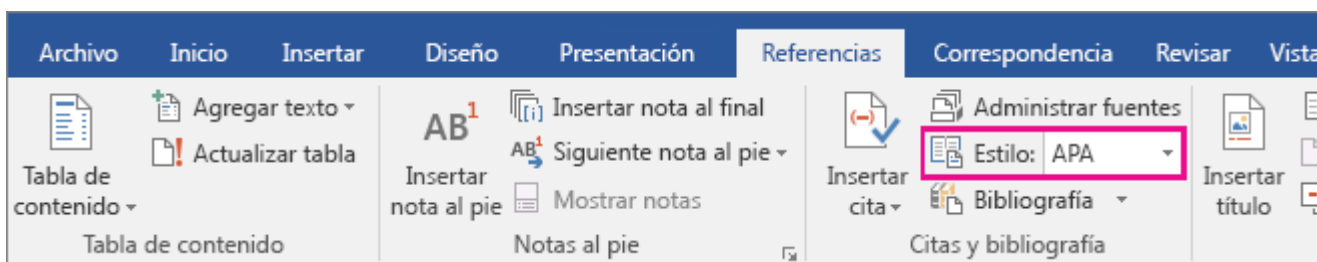 Archivo Inicio Insertar Diseño Presentación Referencias Correspondencia Revisar Vista
Tabla de
contenido
Agregar texto
Actualizar tabla
Tabla de contenido
AB1
Insertar
nota al pie
[i] Insertar nota al final
AB1 Siguiente nota al pie
Mostrar notas
Notas al pie
Insertar
cita
Administrar fuentes
Estilo: APA
Bibliografía
Citas y bibliografía
Insertar
título